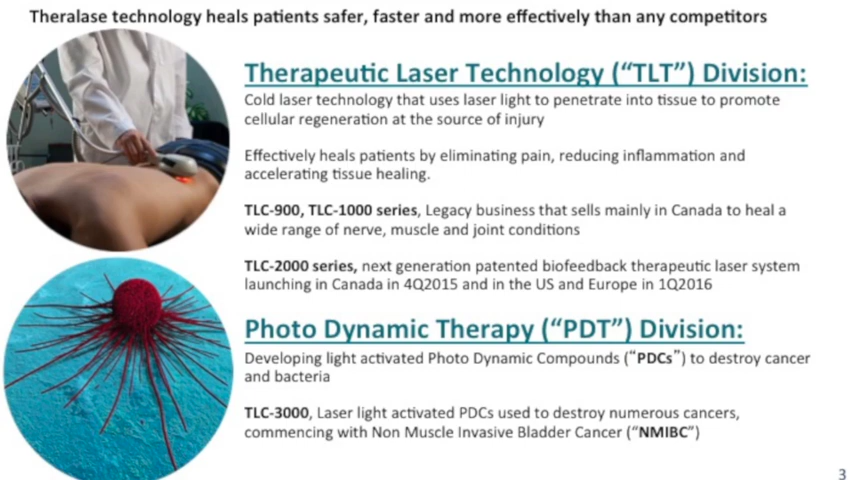 Theralase technology heals patients safer, faster and more effectively than any competitors
Therapeutic Laser Technology (“TLT”) Division:
Cold laser technology that uses laser light to penetrate into tissue to promote
cellular regeneration at the source of injury
Effectively heals patients by eliminating pain, reducing inflammation and
accelerating tissue healing.
TLC-900, TLC-1000 series, Legacy business that sells mainly in Canada to heal a
wide range of nerve, muscle and joint conditions
TLC-2000 series, next generation patented biofeedback therapeutic laser system
launching in Canada in 4Q2015 and in the US and Europe in 1Q2016
Photo Dynamic Therapy (“PDT”) Division:
Developing light activated Photo Dynamic Compounds (“PDCs”) to destroy cancer
and bacteria
TLC-3000, Laser light activated PDCs used to destroy numerous cancers,
commencing with Non Muscle Invasive Bladder Cancer (“NMIBC”)
3